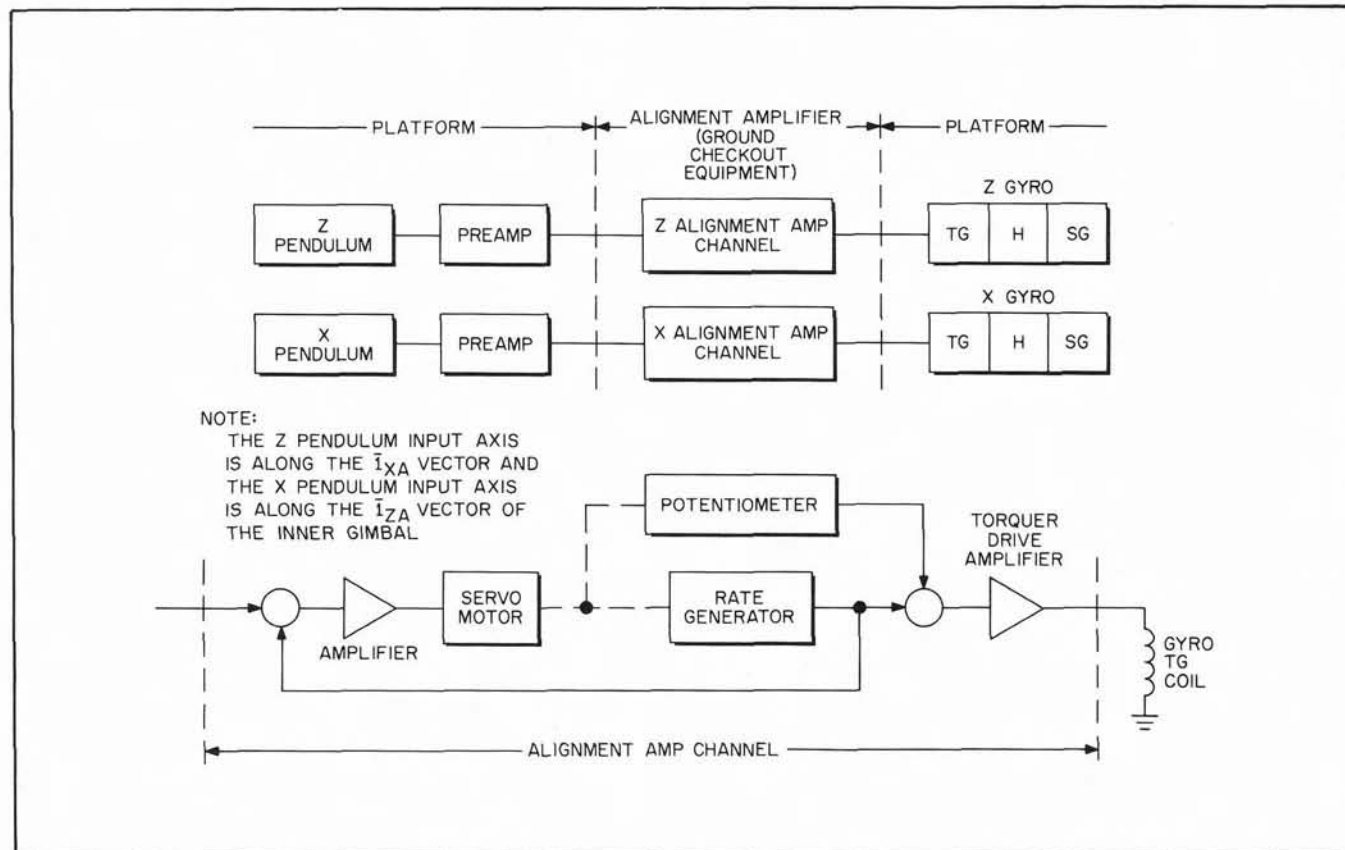 PLATFORM
ALIGNMENT AMPLIFIER
(GROUND
CHECKOUT
EQUIPMENT)
PLATFORM
Z
PENDULUM
PREAMP
Z ALIGNMENT AMP
CHANNEL
Z GYRO
TG H SG
X
PENDULUM
PREAMP
X ALIGNMENT AMP
CHANNEL
X GYRO
TG H SG
NOTE:
THE Z PENDULUM INPUT AXIS
IS ALONG THE 1̄XA VECTOR AND
THE X PENDULUM INPUT AXIS
IS ALONG THE 1̄ZA VECTOR OF
THE INNER GIMBAL
POTENTIOMETER
TORQUER
DRIVE
AMPLIFIER
AMPLIFIER
SERVO
MOTOR
RATE
GENERATOR
GYRO
TG
COIL
ALIGNMENT AMP CHANNEL